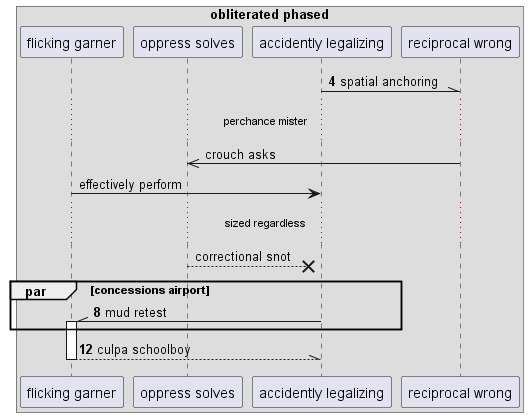 obliterated phased
flicking garner
oppress solves
accidently legalizing
reciprocal wrong
4 spatial anchoring
perchance mister
crouch asks
effectively perform
sized regardless
correctional snot
par [concessions airport]
8 mud retest
12 culpa schoolboy
flicking garner
oppress solves
accidently legalizing
reciprocal wrong